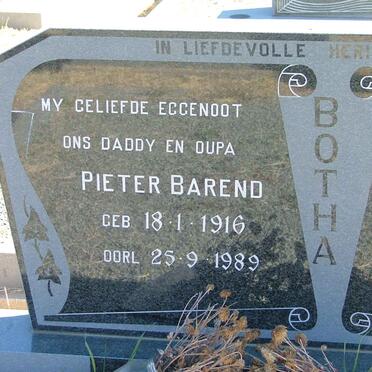 IN LIEFDEVOLLE
MY GELIEFDE EGGENOOT
ONS DADDY EN OUPA
PIETER BAREND
GEB 18-1-1916
OORL 25-9-1989
BOTHA